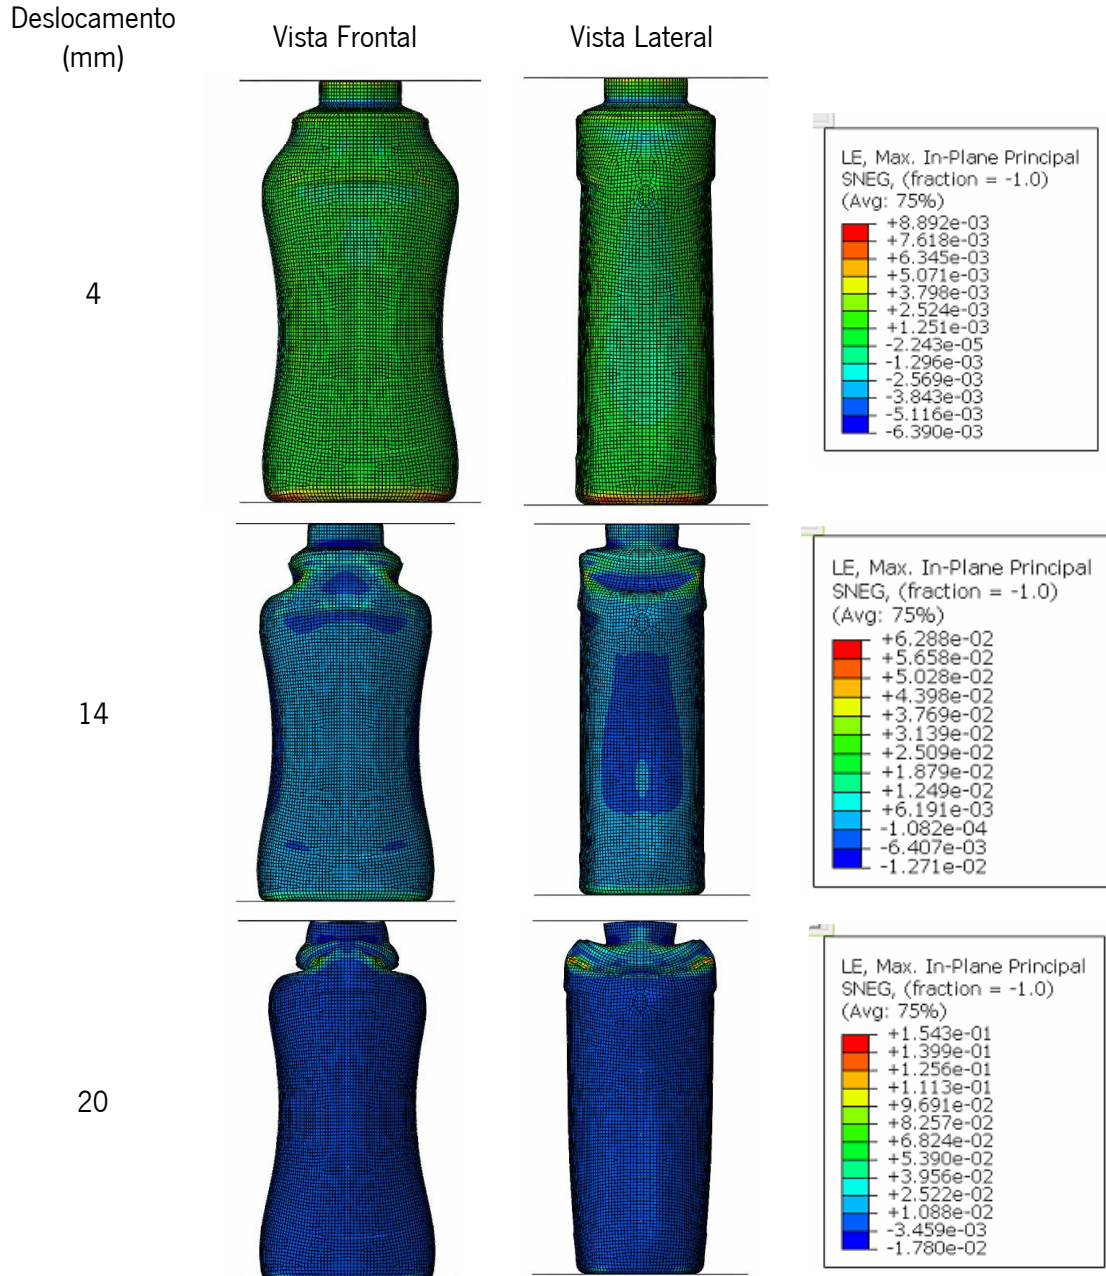 Deslocamento
(mm)
Vista Frontal
Vista Lateral
4
LE, Max. In-Plane Principal
SNEG, (fraction = -1.0)
(Avg: 75%)
+8.892e-03
+7.618e-03
+6.345e-03
+5.071e-03
+3.798e-03
+2.524e-03
+1.251e-03
-2.243e-05
-1.296e-03
-2.569e-03
-3.843e-03
-5.116e-03
-6.390e-03
14
LE, Max. In-Plane Principal
SNEG, (fraction = -1.0)
(Avg: 75%)
+6.288e-02
+5.658e-02
+5.028e-02
+4.398e-02
+3.769e-02
+3.139e-02
+2.509e-02
+1.879e-02
+1.249e-02
+6.191e-03
-1.082e-04
-6.407e-03
-1.271e-02
20
LE, Max. In-Plane Principal
SNEG, (fraction = -1.0)
(Avg: 75%)
+1.543e-01
+1.399e-01
+1.256e-01
+1.113e-01
+9.691e-02
+8.257e-02
+6.824e-02
+5.390e-02
+3.956e-02
+2.522e-02
+1.088e-02
-3.459e-03
-1.780e-02